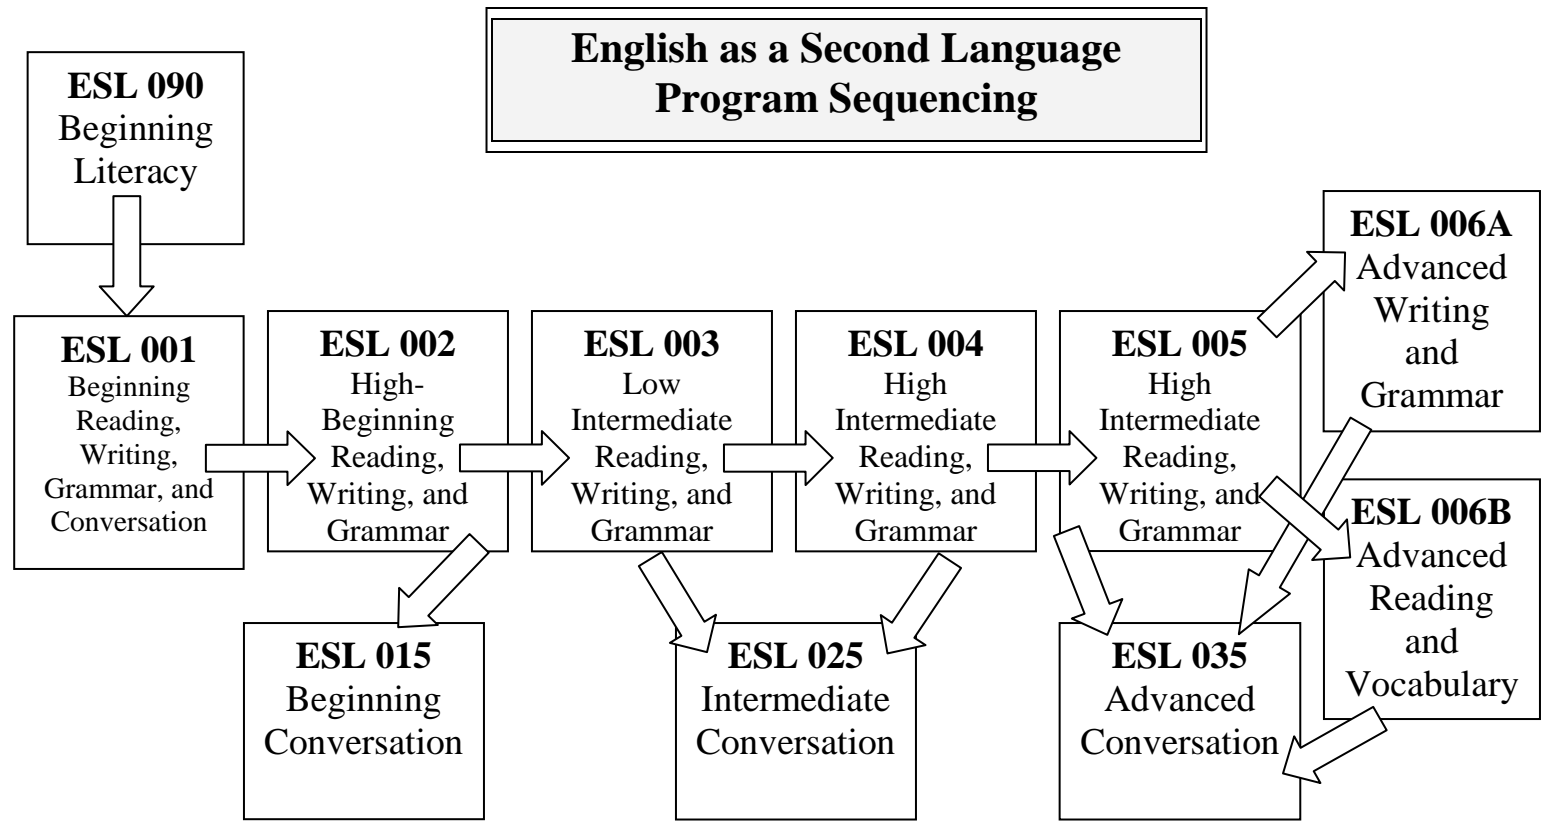 English as a Second Language
Program Sequencing
ESL 090
Beginning
Literacy
ESL 001
Beginning
Reading,
Writing,
Grammar, and
Conversation
ESL 002
High-
Beginning
Reading,
Writing, and
Grammar
ESL 003
Low
Intermediate
Reading,
Writing, and
Grammar
ESL 004
High
Intermediate
Reading,
Writing, and
Grammar
ESL 005
High
Intermediate
Reading,
Writing, and
Grammar
ESL 006A
Advanced
Writing
and
Grammar
ESL 006B
Advanced
Reading
and
Vocabulary
ESL 015
Beginning
Conversation
ESL 025
Intermediate
Conversation
ESL 035
Advanced
Conversation